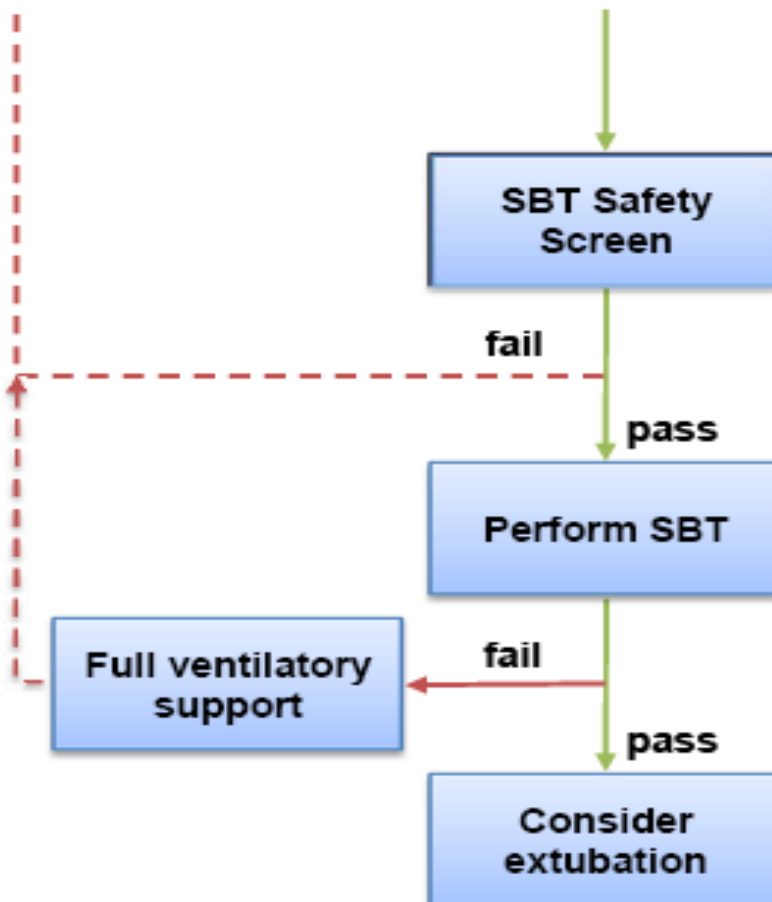 SBT Safety
Screen
fail
pass
Perform SBT
Full ventilatory
support
fail
pass
Consider
extubation